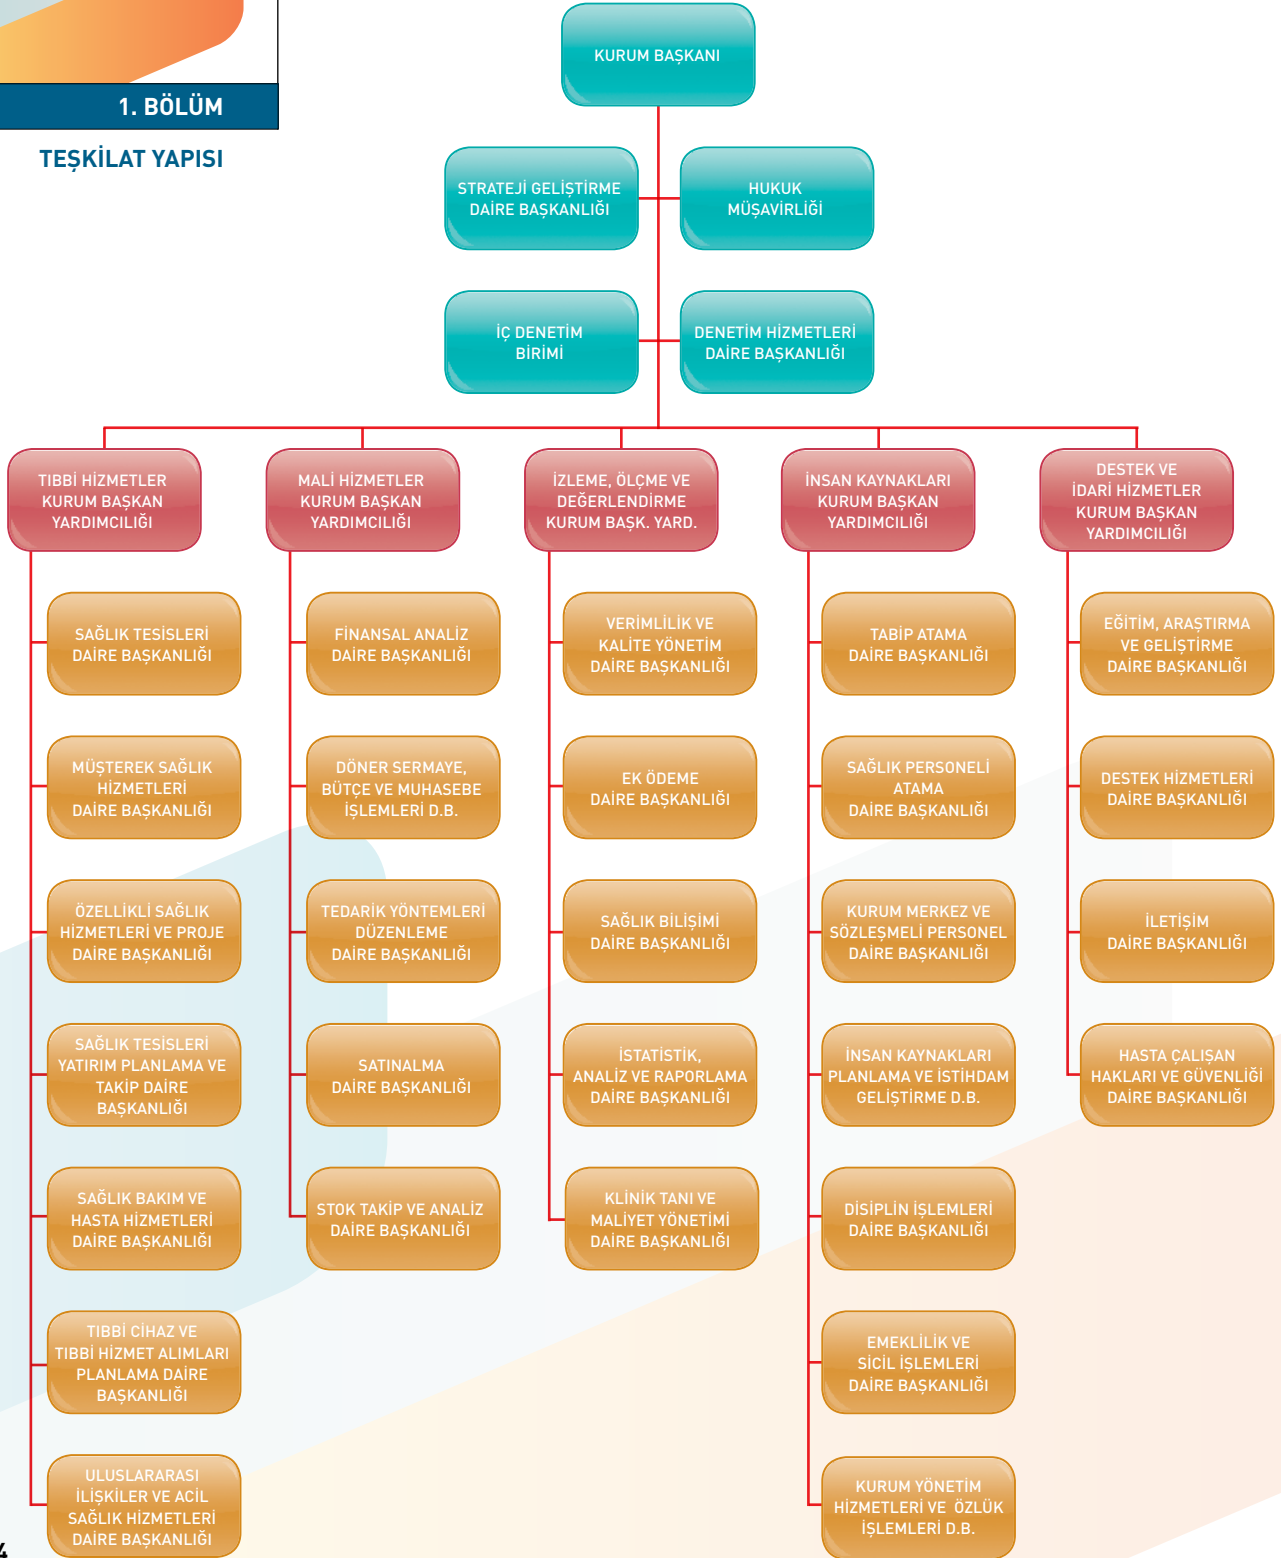 1. BÖLÜM
TEŞKİLAT YAPISI
KURUM BAŞKANI
STRATEJİ GELİŞTİRME
DAİRE BAŞKANLIĞI
HUKUK
MÜŞAVİRLİĞİ
İÇ DENETİM
BİRİMİ
DENETİM HİZMETLERİ
DAİRE BAŞKANLIĞI
TIBBİ HİZMETLER
KURUM BAŞKAN
YARDIMCILIĞI
SAĞLIK TESİSLERİ
DAİRE BAŞKANLIĞI
MÜŞTEREK SAĞLIK
HİZMETLERİ
DAİRE BAŞKANLIĞI
ÖZELLİKLİ SAĞLIK
HİZMETLERİ VE PROJE
DAİRE BAŞKANLIĞI
SAĞLIK TESİSLERİ
YATIRIM PLANLAMA VE
TAKİP DAİRE
BAŞKANLIĞI
SAĞLIK BAKIM VE
HASTA HİZMETLERİ
DAİRE BAŞKANLIĞI
TIBBİ CİHAZ VE
TIBBİ HİZMET ALIMLARI
PLANLAMA DAİRE
BAŞKANLIĞI
ULUSLARARASI
İLİŞKİLER VE ACİL
SAĞLIK HİZMETLERİ
DAİRE BAŞKANLIĞI
MALİ HİZMETLER
KURUM BAŞKAN
YARDIMCILIĞI
FİNANSAL ANALİZ
DAİRE BAŞKANLIĞI
DÖNER SERMAYE,
BÜTÇE VE MUHASEBE
İŞLEMLERİ D.B.
TEDARİK YÖNTEMLERİ
DÜZENLEME
DAİRE BAŞKANLIĞI
SATINALMA
DAİRE BAŞKANLIĞI
STOK TAKİP VE ANALİZ
DAİRE BAŞKANLIĞI
İZLEME, ÖLÇME VE
DEĞERLENDİRME
KURUM BAŞK. YARD.
VERİMLİLİK VE
KALİTE YÖNETİM
DAİRE BAŞKANLIĞI
EK ÖDEME
DAİRE BAŞKANLIĞI
SAĞLIK BİLİŞİMİ
DAİRE BAŞKANLIĞI
İSTATİSTİK,
ANALİZ VE RAPORLAMA
DAİRE BAŞKANLIĞI
KLİNİK TANI VE
MALİYET YÖNETİMİ
DAİRE BAŞKANLIĞI
İNSAN KAYNAKLARI
KURUM BAŞKAN
YARDIMCILIĞI
TABİP ATAMA
DAİRE BAŞKANLIĞI
SAĞLIK PERSONELİ
ATAMA
DAİRE BAŞKANLIĞI
KURUM MERKEZ VE
SÖZLEŞMELİ PERSONEL
DAİRE BAŞKANLIĞI
İNSAN KAYNAKLARI
PLANLAMA VE İSTİHDAM
GELİŞTİRME D.B.
DİSİPLİN İŞLEMLERİ
DAİRE BAŞKANLIĞI
EMEKLİLİK VE
SİCİL İŞLEMLERİ
DAİRE BAŞKANLIĞI
KURUM YÖNETİM
HİZMETLERİ VE ÖZLÜK
İŞLEMLERİ D.B.
DESTEK VE
İDARİ HİZMETLER
KURUM BAŞKAN
YARDIMCILIĞI
EĞİTİM, ARAŞTIRMA
VE GELİŞTİRME
DAİRE BAŞKANLIĞI
DESTEK HİZMETLERİ
DAİRE BAŞKANLIĞI
İLETİŞİM
DAİRE BAŞKANLIĞI
HASTA ÇALIŞAN
HAKLARI VE GÜVENLİĞİ
DAİRE BAŞKANLIĞI
4